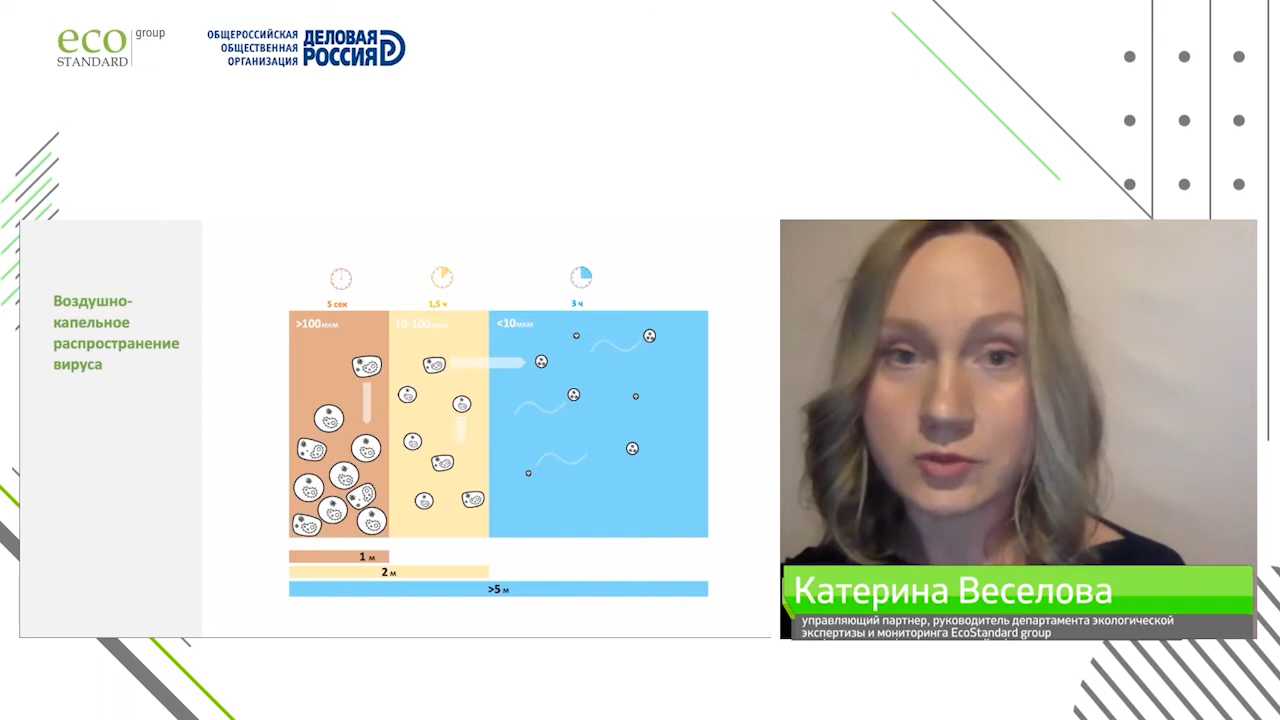 eco
STANDARD
group
ОБЩЕРОССИЙСКАЯ
ОБЩЕСТВЕННАЯ
ОРГАНИЗАЦИЯ
ДЕЛОВАЯ
РОССИЯ
Воздушно-
капельное
распространение
вируса
5 сек
1,5 ч
3 ч
>100мкм
10-100мкм
<10мкм
1 м
2 м
>5 м
Катерина Веселова
управляющий партнер, руководитель департамента экологической
экспертизы и мониторинга EcoStandard group